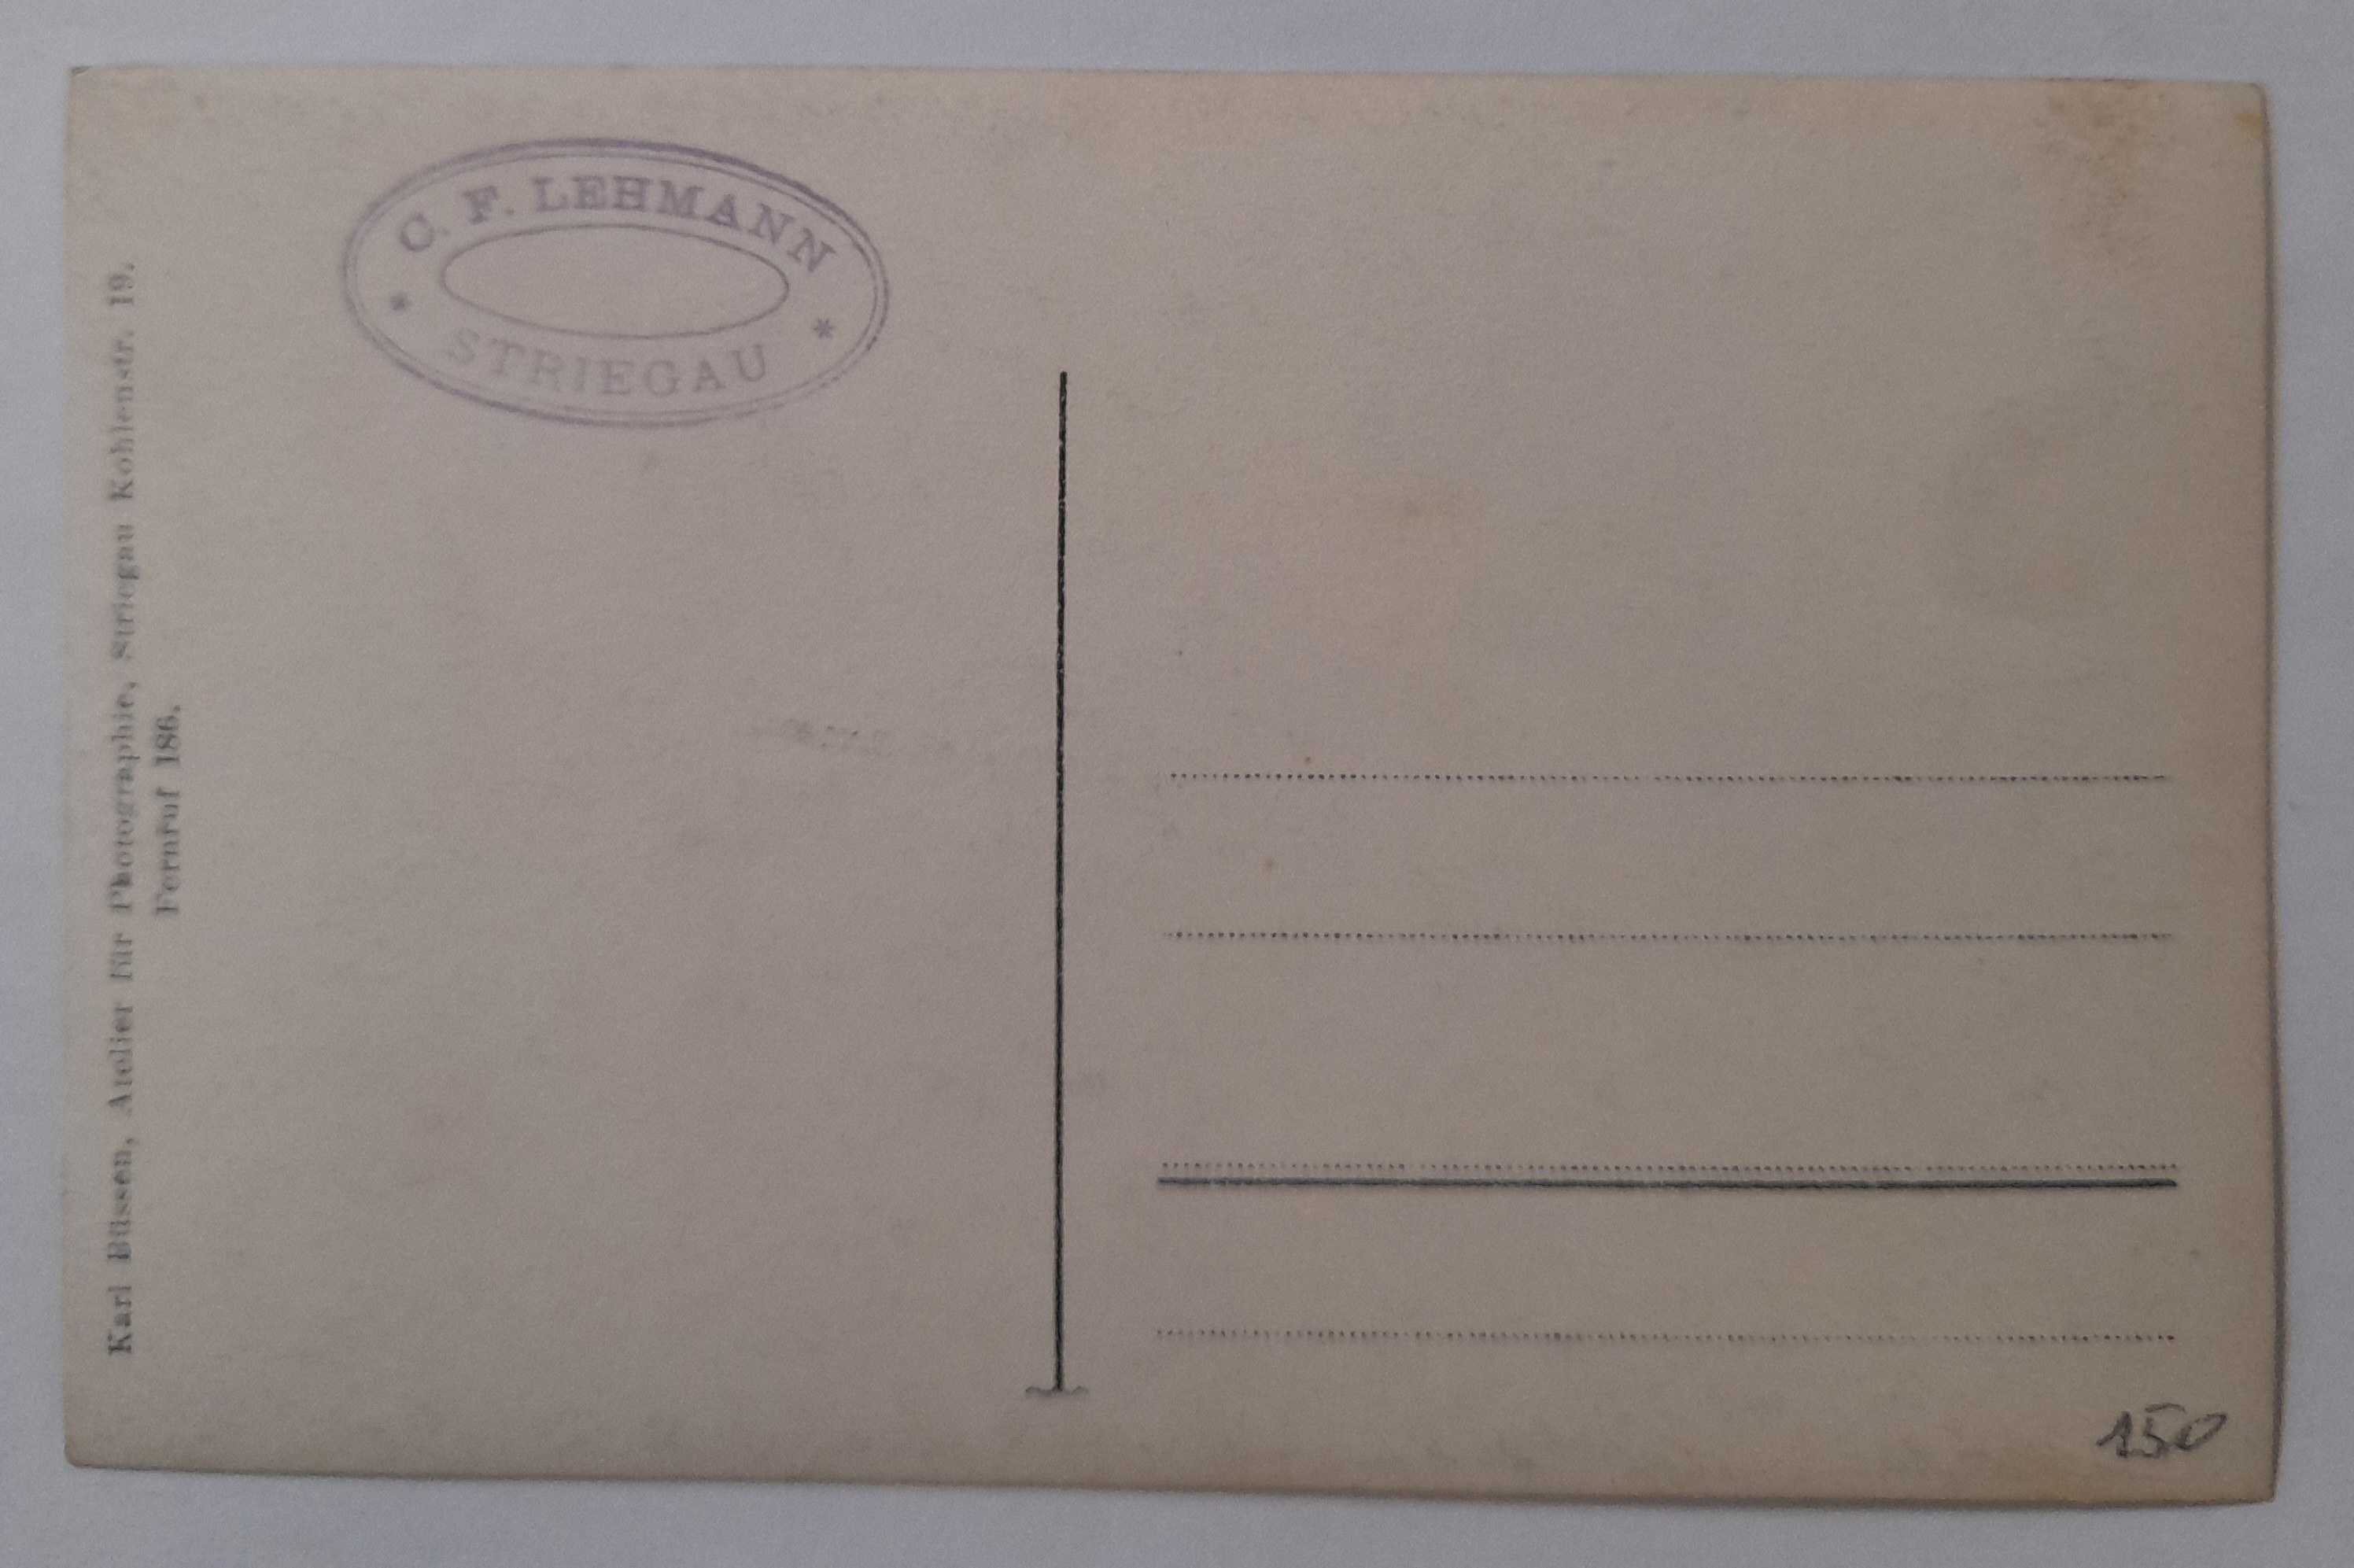 C. F. LEHMANN
* *
STRIEGAU
Karl Büssen, Atelier für Photographie, Striegau Kohlenstr. 19.
Fernruf 186.
150